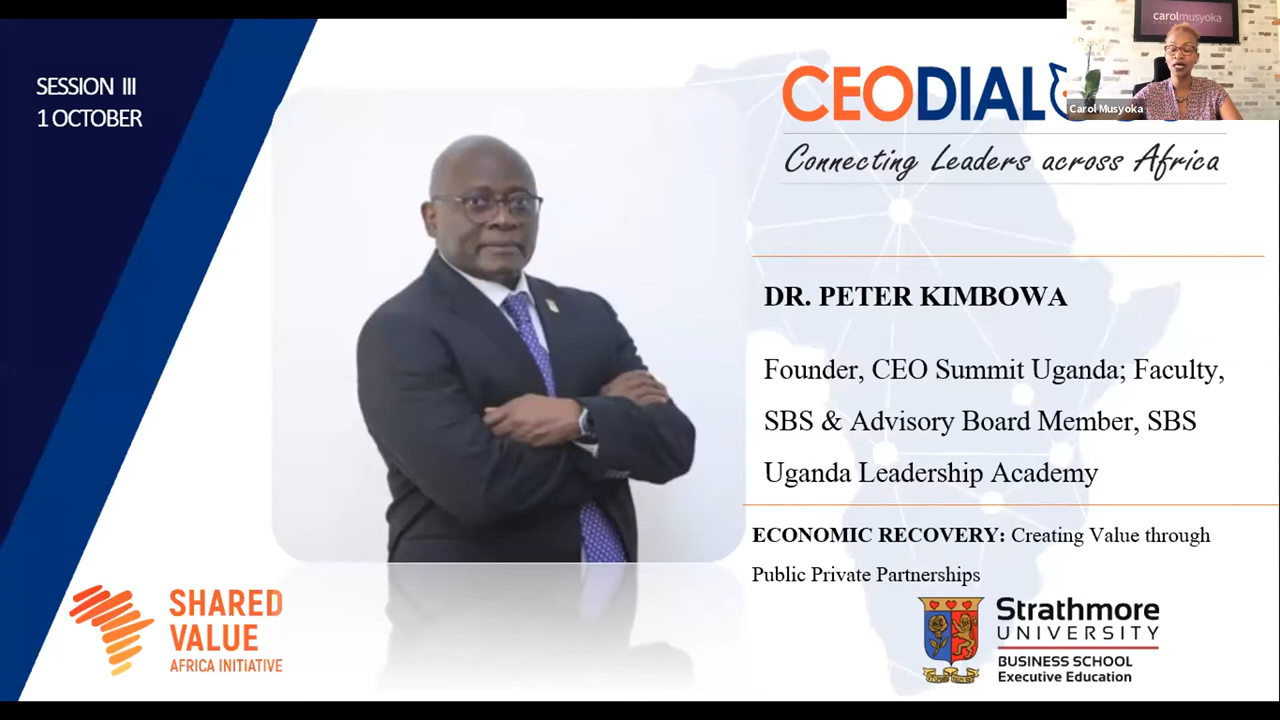 SESSION III
1 OCTOBER
carolmusyoka
Carol Musyoka
CEODIAL
Connecting Leaders across Africa
DR. PETER KIMBOWA
Founder, CEO Summit Uganda; Faculty,
SBS & Advisory Board Member, SBS
Uganda Leadership Academy
ECONOMIC RECOVERY: Creating Value through
Public Private Partnerships
SHARED
VALUE
AFRICA INITIATIVE
Strathmore
UNIVERSITY
BUSINESS SCHOOL
Executive Education